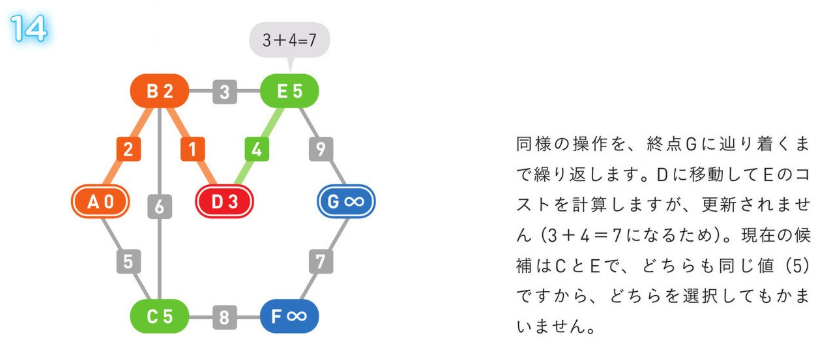 14
3+4=7
B 2
3
E 5
2
1
4
9
A 0
6
D 3
G ∞
5
7
C 5
8
F ∞
同様の操作を、終点Gに辿り着くま
で繰り返します。Dに移動してEのコ
ストを計算しますが、更新されませ
ん（3＋4＝7になるため）。現在の候
補はCとEで、どちらも同じ値（5）
ですから、どちらを選択してもかま
いません。